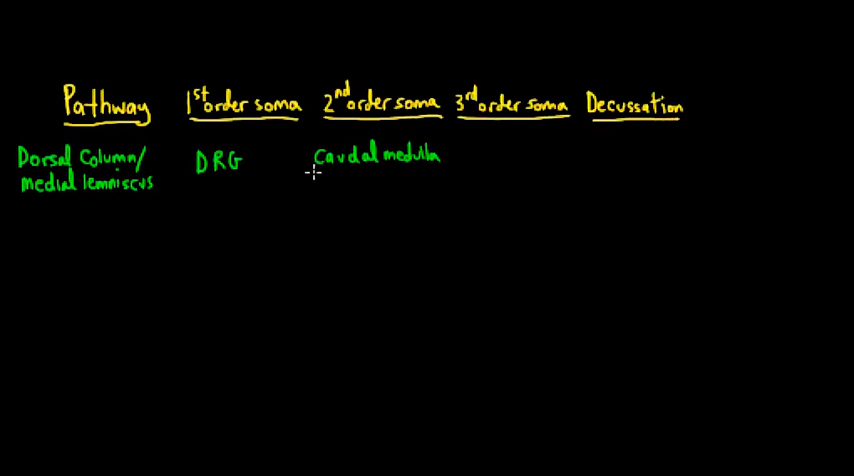 Pathway 1st order soma 2nd order soma 3rd order soma Decussation
Dorsal Column/ DRG Caudal medulla
medial lemniscus